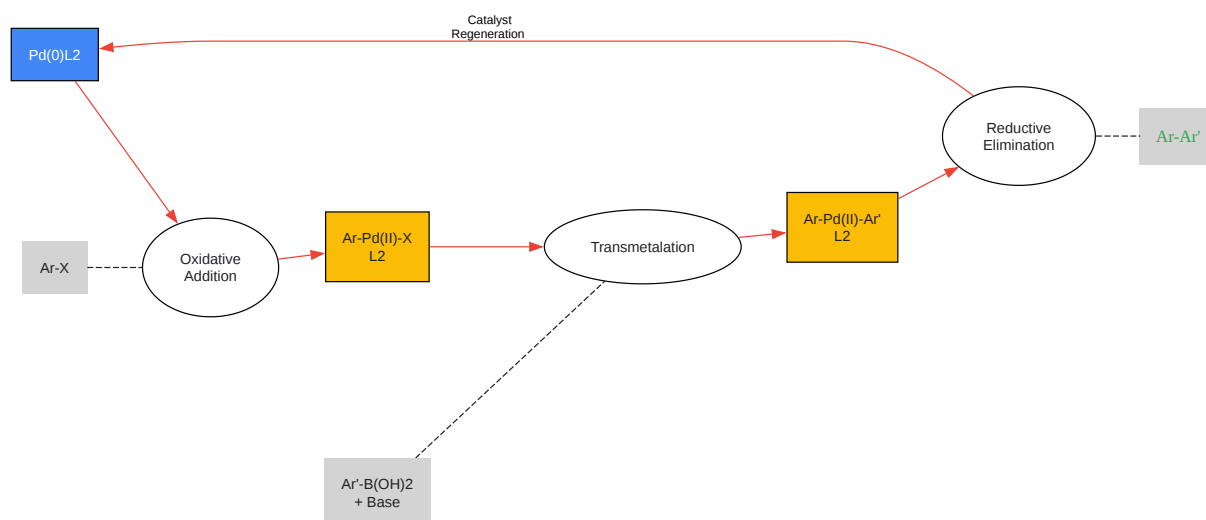 Catalyst
Regeneration
Pd(0)L2
Reductive
Elimination
Ar-Ar'
Ar-Pd(II)-Ar'
L2
Ar-Pd(II)-X
L2
Transmetalation
Oxidative
Addition
Ar-X
Ar'-B(OH)2
+ Base